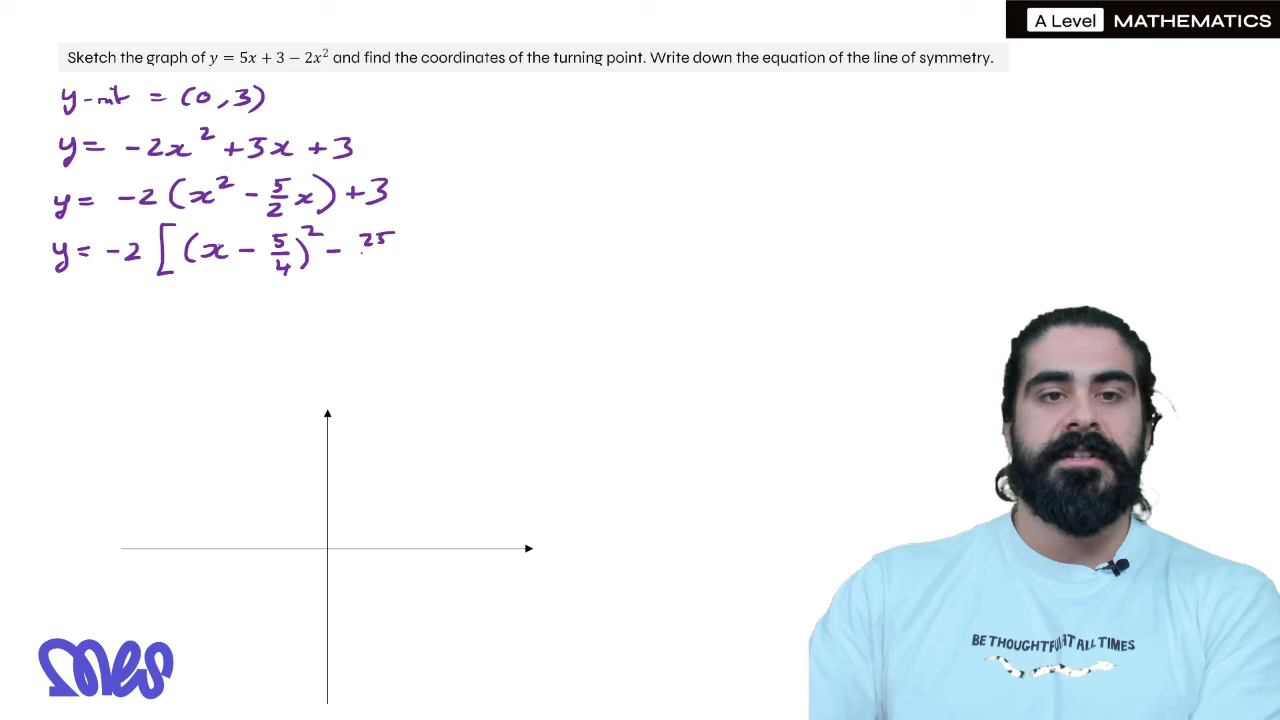 A Level MATHEMATICS
Sketch the graph of y = 5x + 3 − 2x² and find the coordinates of the turning point. Write down the equation of the line of symmetry.
y-int = (0, 3)
y = -2x² + 5x + 3
y = -2 (x² - 5/2 x) + 3
y = -2 [ (x - 5/4)² - 25
BE THOUGHTFUL AT ALL TIMES
mes